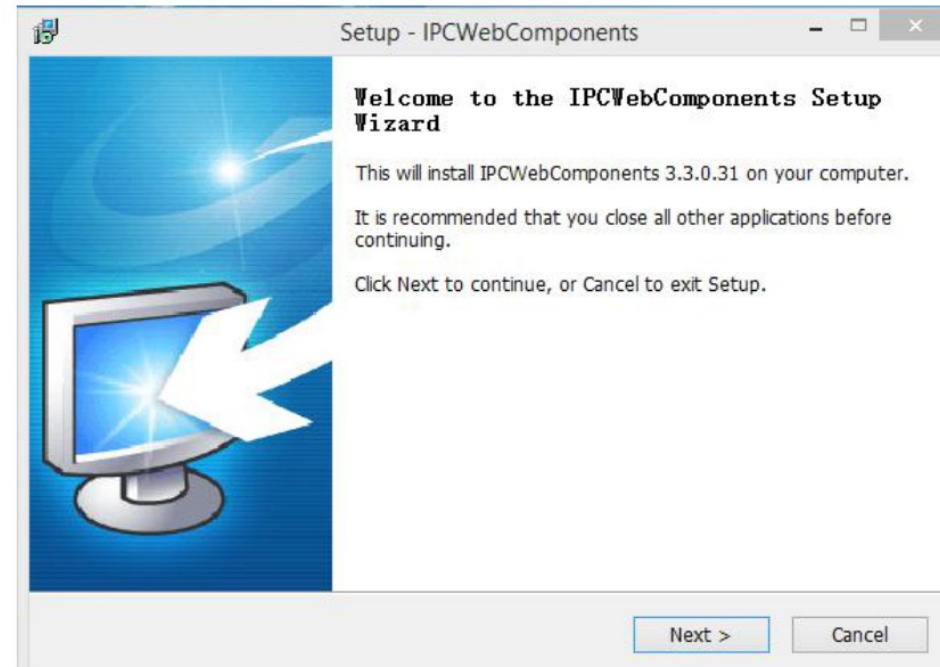 Setup - IPCWebComponents
Welcome to the IPCWebComponents Setup
Wizard
This will install IPCWebComponents 3.3.0.31 on your computer.
It is recommended that you close all other applications before
continuing.
Click Next to continue, or Cancel to exit Setup.
Next >
Cancel